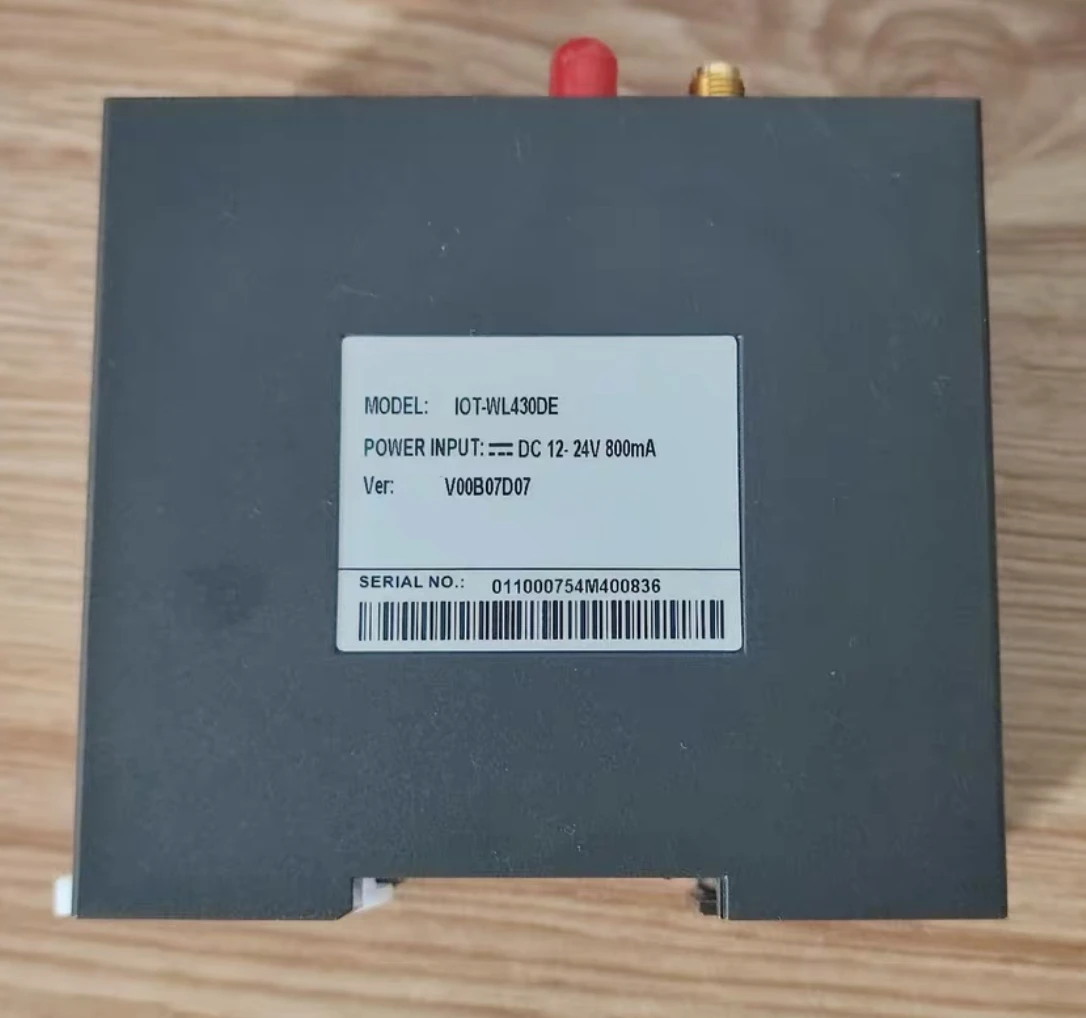 MODEL: IOT-WL430DE
POWER INPUT: DC 12- 24V 800mA
Ver: V00B07D07
SERIAL NO.: 011000754M400836